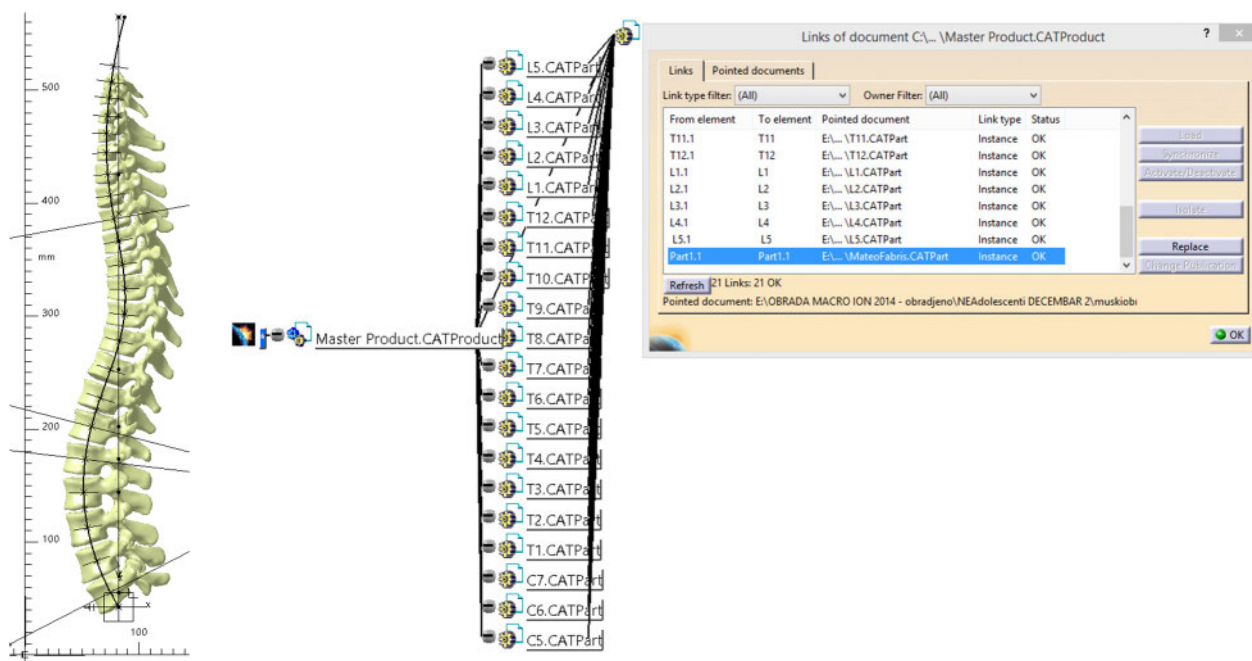 500
400
mm
300
200
100
x
100
Master Product.CATProduct
L5.CATPart
L4.CATPart
L3.CATPart
L2.CATPart
L1.CATPart
T12.CATPart
T11.CATPart
T10.CATPart
T9.CATPart
T8.CATPart
T7.CATPart
T6.CATPart
T5.CATPart
T4.CATPart
T3.CATPart
T2.CATPart
T1.CATPart
C7.CATPart
C6.CATPart
C5.CATPart
Links of document C:\... \Master Product.CATProduct
? x
Links Pointed documents
Link type filter: (All) Owner Filter: (All)
From element To element Pointed document Link type Status
T11.1 T11 E:\... \T11.CATPart Instance OK
T12.1 T12 E:\... \T12.CATPart Instance OK
L1.1 L1 E:\... \L1.CATPart Instance OK
L2.1 L2 E:\... \L2.CATPart Instance OK
L3.1 L3 E:\... \L3.CATPart Instance OK
L4.1 L4 E:\... \L4.CATPart Instance OK
L5.1 L5 E:\... \L5.CATPart Instance OK
Part1.1 Part1.1 E:\... \MateoFabris.CATPart Instance OK
Load
Synchronize
Activate/Deactivate
Isolate
Replace
Change Publication
Refresh 21 Links: 21 OK
Pointed document: E:\OBRADA MACRO ION 2014 - obradjeno\NEAdolescenti DECEMBAR 2\muskiobr
OK